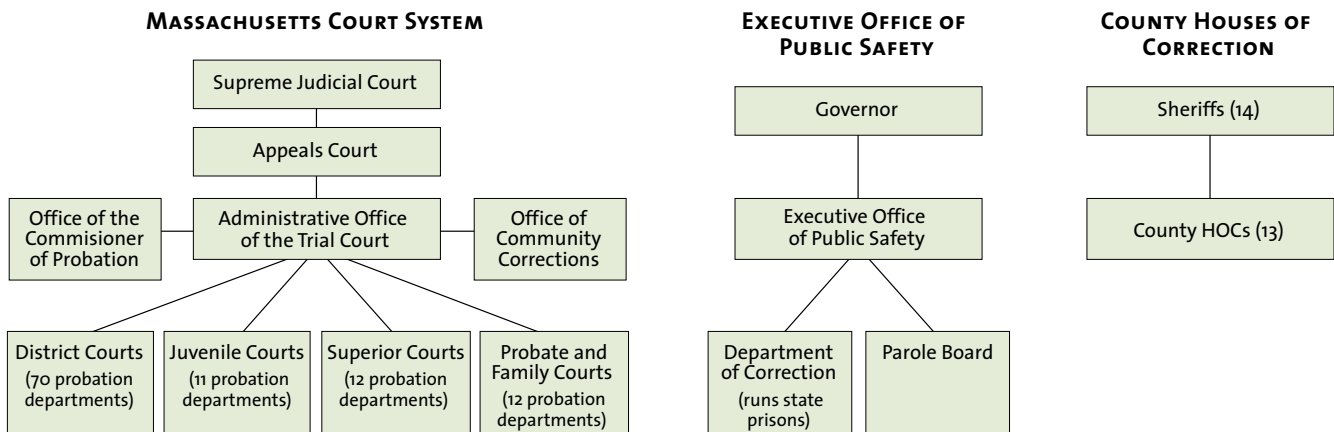 MASSACHUSETTS COURT SYSTEM
Supreme Judicial Court
Appeals Court
Office of the
Commisioner
of Probation
Administrative Office
of the Trial Court
Office of
Community
Corrections
District Courts
(70 probation
departments)
Juvenile Courts
(11 probation
departments)
Superior Courts
(12 probation
departments)
Probate and
Family Courts
(12 probation
departments)
EXECUTIVE OFFICE OF
PUBLIC SAFETY
Governor
Executive Office
of Public Safety
Department
of Correction
(runs state
prisons)
Parole Board
COUNTY HOUSES OF
CORRECTION
Sheriffs (14)
County HOCs (13)